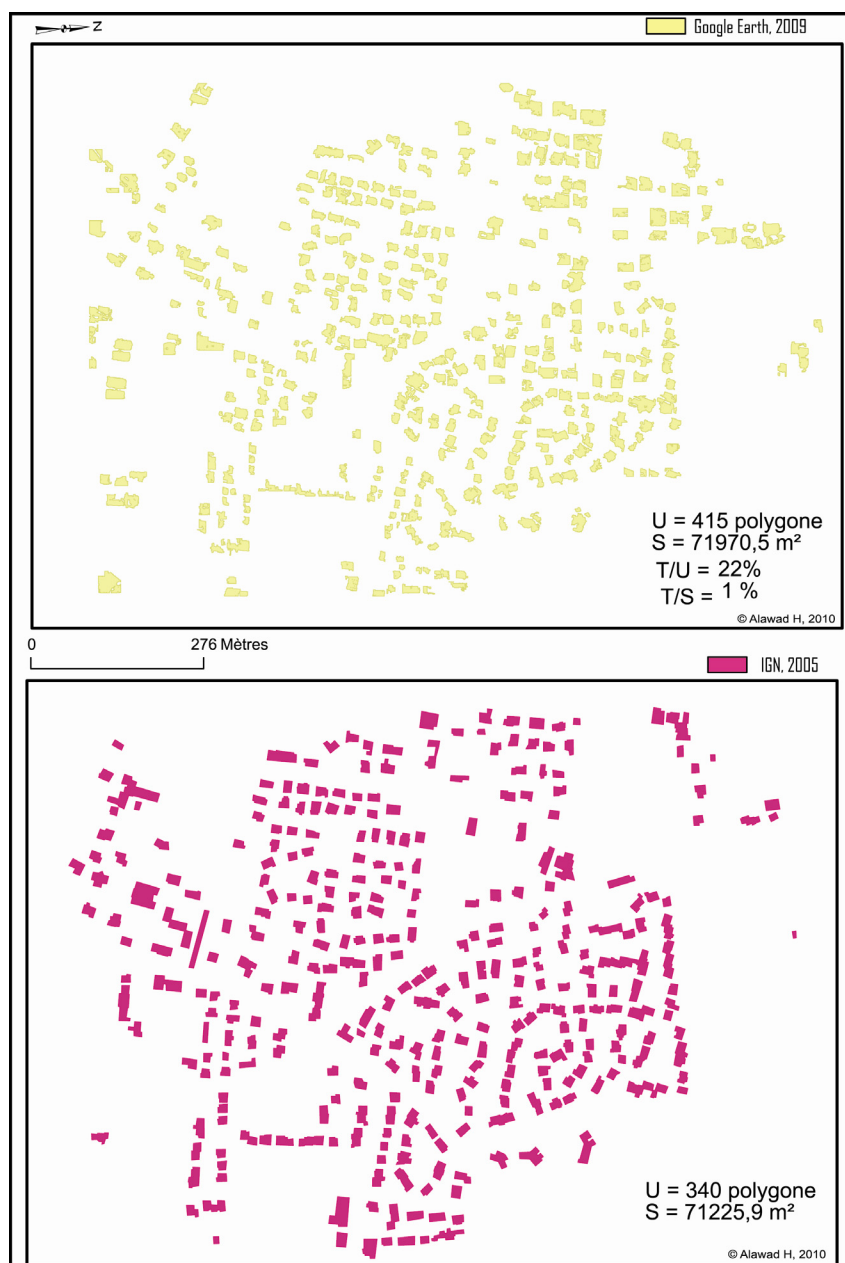 Z
Google Earth, 2009
U = 415 polygone
S = 71970,5 m²
T/U = 22%
T/S = 1 %
© Alawad H, 2010
0 276 Mètres
IGN, 2005
U = 340 polygone
S = 71225,9 m²
© Alawad H, 2010